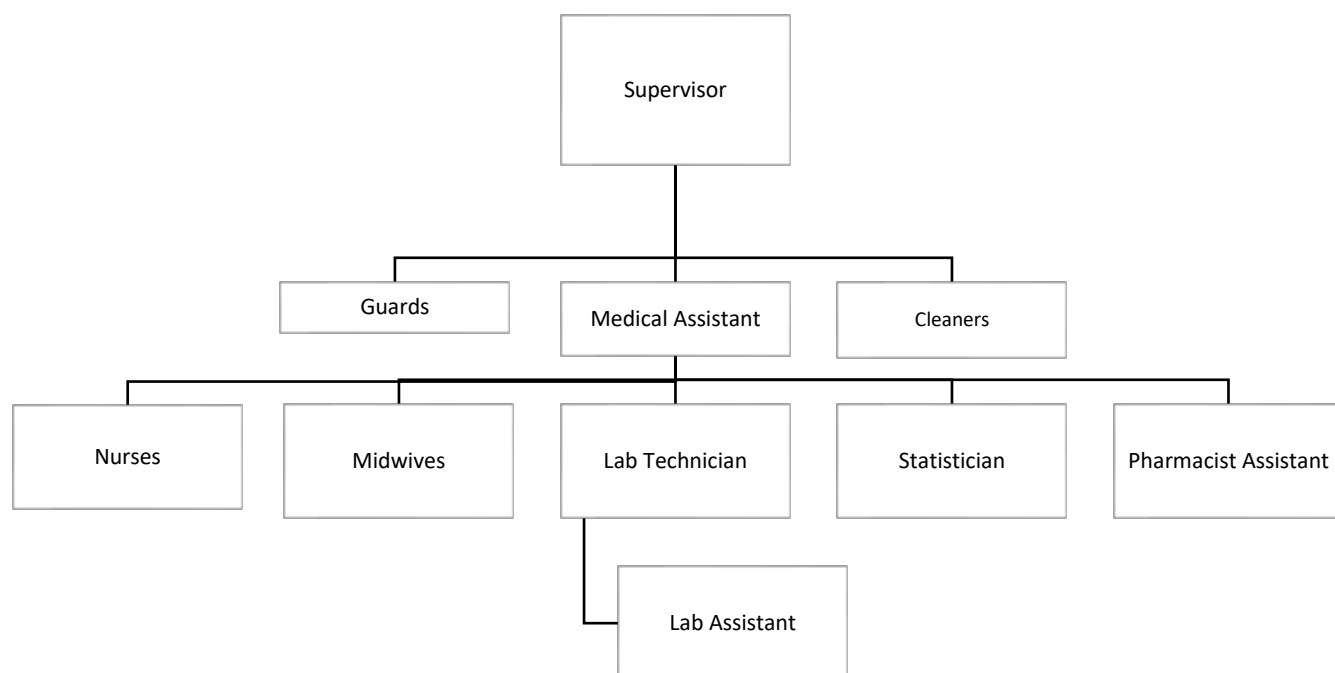 Supervisor
Guards
Medical Assistant
Cleaners
Nurses
Midwives
Lab Technician
Statistician
Pharmacist Assistant
Lab Assistant